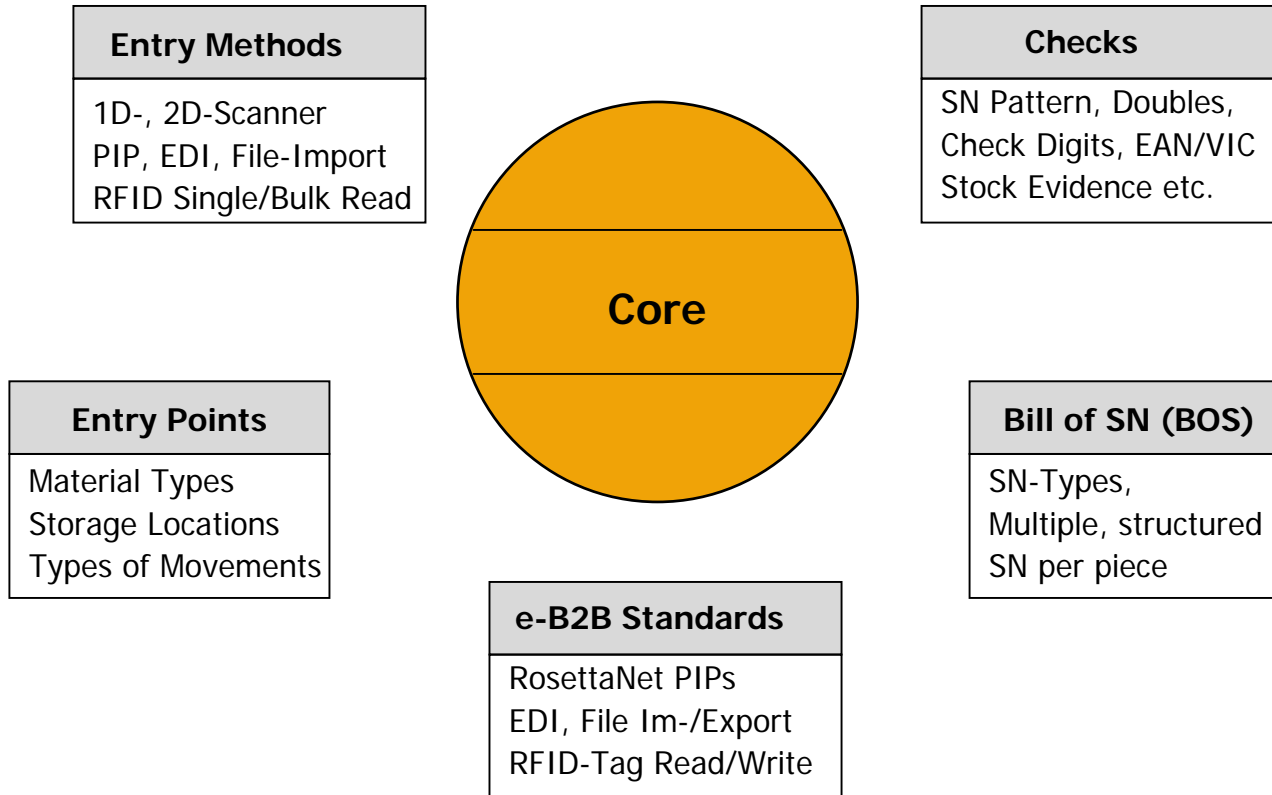 Entry Methods
1D-, 2D-Scanner
PIP, EDI, File-Import
RFID Single/Bulk Read
Checks
SN Pattern, Doubles,
Check Digits, EAN/VIC
Stock Evidence etc.
Core
Entry Points
Material Types
Storage Locations
Types of Movements
Bill of SN (BOS)
SN-Types,
Multiple, structured
SN per piece
e-B2B Standards
RosettaNet PIPs
EDI, File Im-/Export
RFID-Tag Read/Write